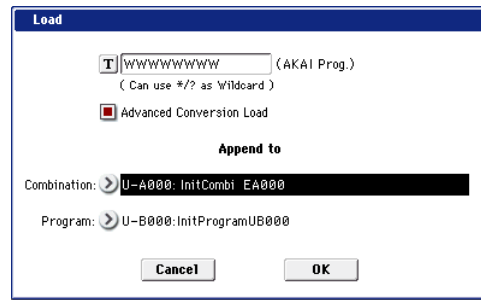 Load
T WWWWWWWW (AKAI Prog.)
( Can use */? as Wildcard )
Advanced Conversion Load
Append to
Combination: U-A000: InitCombi EA000
Program: U-B000:InitProgramUB000
Cancel OK